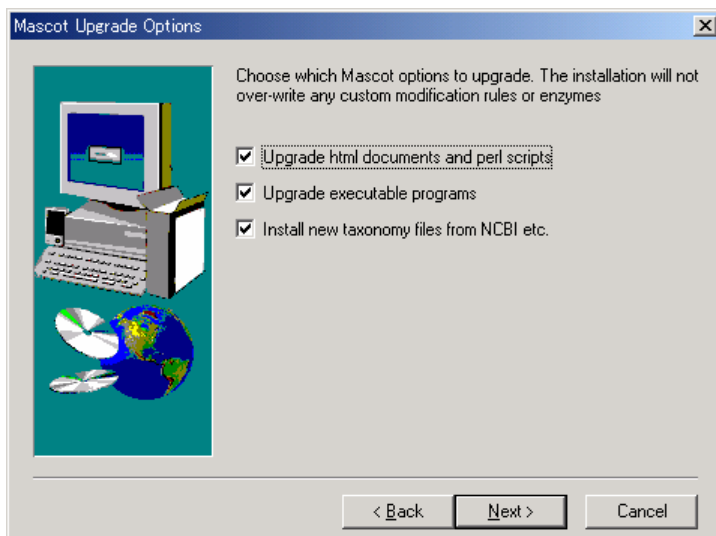 Mascot Upgrade Options
Choose which Mascot options to upgrade. The installation will not
over-write any custom modification rules or enzymes
Upgrade html documents and perl scripts
Upgrade executable programs
Install new taxonomy files from NCBI etc.
< Back
Next >
Cancel